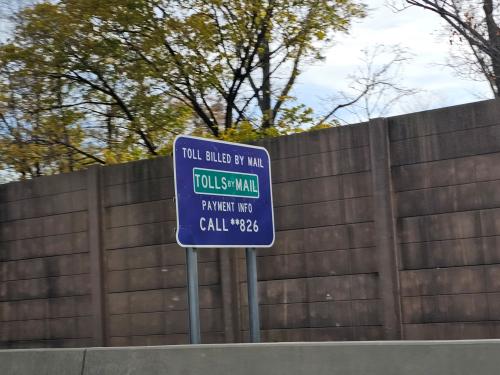 TOLL BILLED BY MAIL
TOLLS BY MAIL
PAYMENT INFO
CALL **826